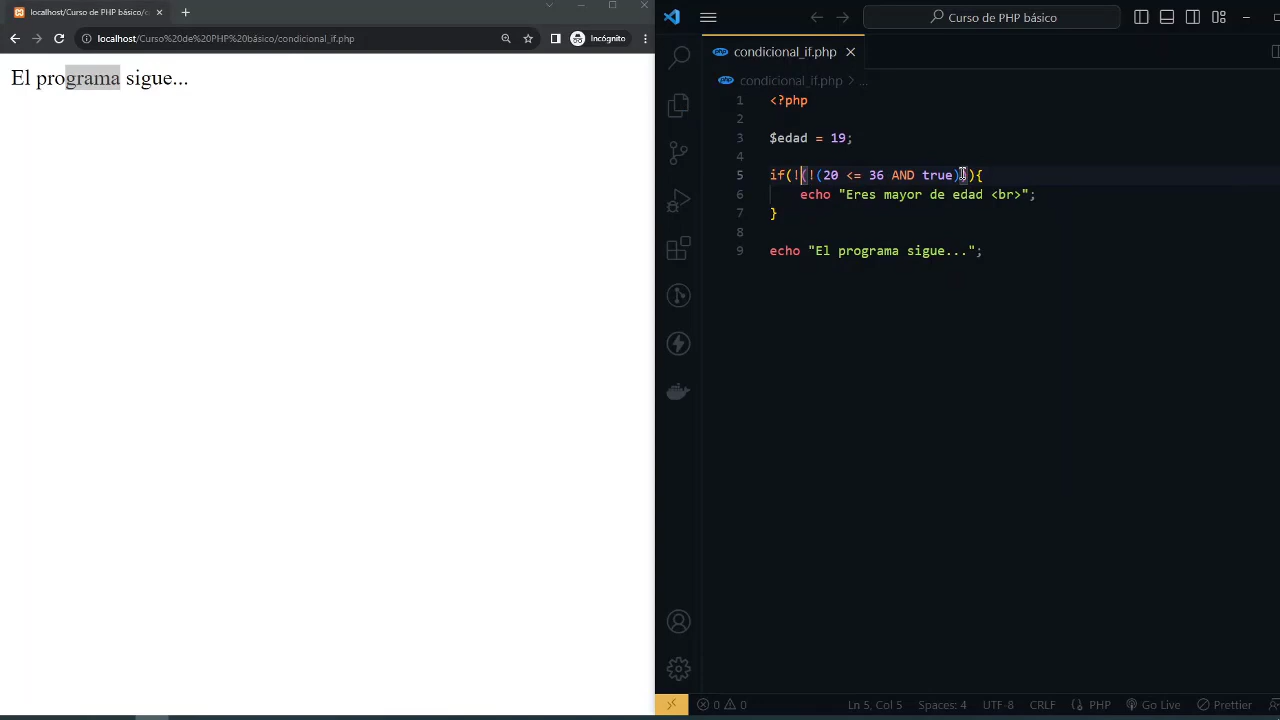 localhost/Curso de PHP básico/c
localhost/Curso%20de%20PHP%20básico/condicional_if.php
Incógnito
El programa sigue...
Curso de PHP básico
php condicional_if.php
php condicional_if.php > ...
1 <?php
2
3 $edad = 19;
4
5 if(!(!(20 <= 36 AND true))){
6 echo "Eres mayor de edad <br>";
7 }
8
9 echo "El programa sigue...";
0 0 Ln 5, Col 5 Spaces: 4 UTF-8 CRLF PHP Go Live Prettier